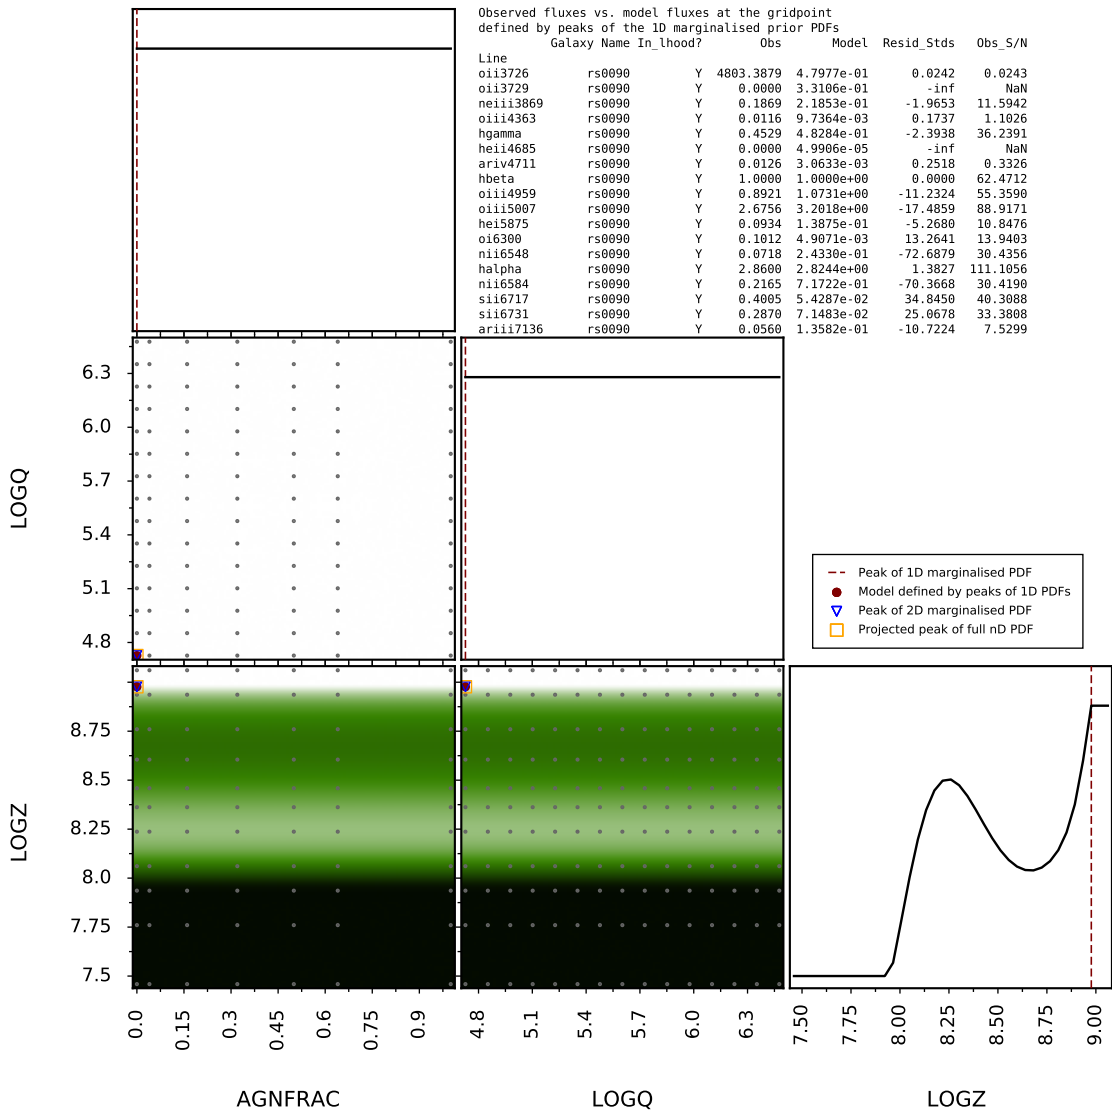 Observed fluxes vs. model fluxes at the gridpoint
defined by peaks of the 1D marginalised prior PDFs
Galaxy Name In_lhood? Obs Model Resid_Stds Obs_S/N
Line
oii3726 rs0090 Y 4803.3879 4.7977e-01 0.0242 0.0243
oii3729 rs0090 Y 0.0000 3.3106e-01 -inf NaN
neiii3869 rs0090 Y 0.1869 2.1853e-01 -1.9653 11.5942
oiii4363 rs0090 Y 0.0116 9.7364e-03 0.1737 1.1026
hgamma rs0090 Y 0.4529 4.8284e-01 -2.3938 36.2391
heii4685 rs0090 Y 0.0000 4.9906e-05 -inf NaN
ariv4711 rs0090 Y 0.0126 3.0633e-03 0.2518 0.3326
hbeta rs0090 Y 1.0000 1.0000e+00 0.0000 62.4712
oiii4959 rs0090 Y 0.8921 1.0731e+00 -11.2324 55.3590
oiii5007 rs0090 Y 2.6756 3.2018e+00 -17.4859 88.9171
hei5875 rs0090 Y 0.0934 1.3875e-01 -5.2680 10.8476
oi6300 rs0090 Y 0.1012 4.9071e-03 13.2641 13.9403
nii6548 rs0090 Y 0.0718 2.4330e-01 -72.6879 30.4356
halpha rs0090 Y 2.8600 2.8244e+00 1.3827 111.1056
nii6584 rs0090 Y 0.2165 7.1722e-01 -70.3668 30.4190
sii6717 rs0090 Y 0.4005 5.4287e-02 34.8450 40.3088
sii6731 rs0090 Y 0.2870 7.1483e-02 25.0678 33.3808
ariii7136 rs0090 Y 0.0560 1.3582e-01 -10.7224 7.5299
LOGQ
6.3
6.0
5.7
5.4
5.1
4.8
Peak of 1D marginalised PDF
Model defined by peaks of 1D PDFs
Peak of 2D marginalised PDF
Projected peak of full nD PDF
LOGZ
8.75
8.5
8.25
8.0
7.75
7.5
0.0 0.15 0.3 0.45 0.6 0.75 0.9
4.8 5.1 5.4 5.7 6.0 6.3
7.50 7.75 8.00 8.25 8.50 8.75 9.00
AGNFRAC LOGQ LOGZ